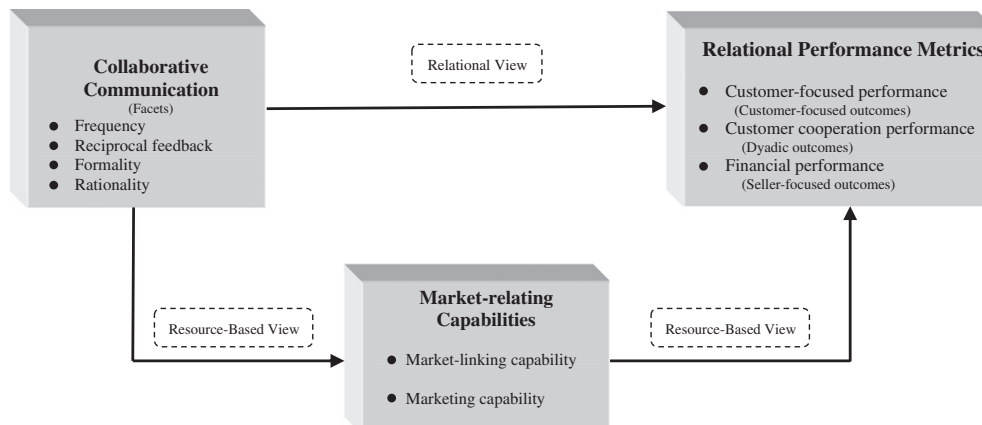 Collaborative
Communication
(Facets)
● Frequency
● Reciprocal feedback
● Formality
● Rationality
Relational View
Relational Performance Metrics
● Customer-focused performance
(Customer-focused outcomes)
● Customer cooperation performance
(Dyadic outcomes)
● Financial performance
(Seller-focused outcomes)
Resource-Based View
Market-relating
Capabilities
● Market-linking capability
● Marketing capability
Resource-Based View